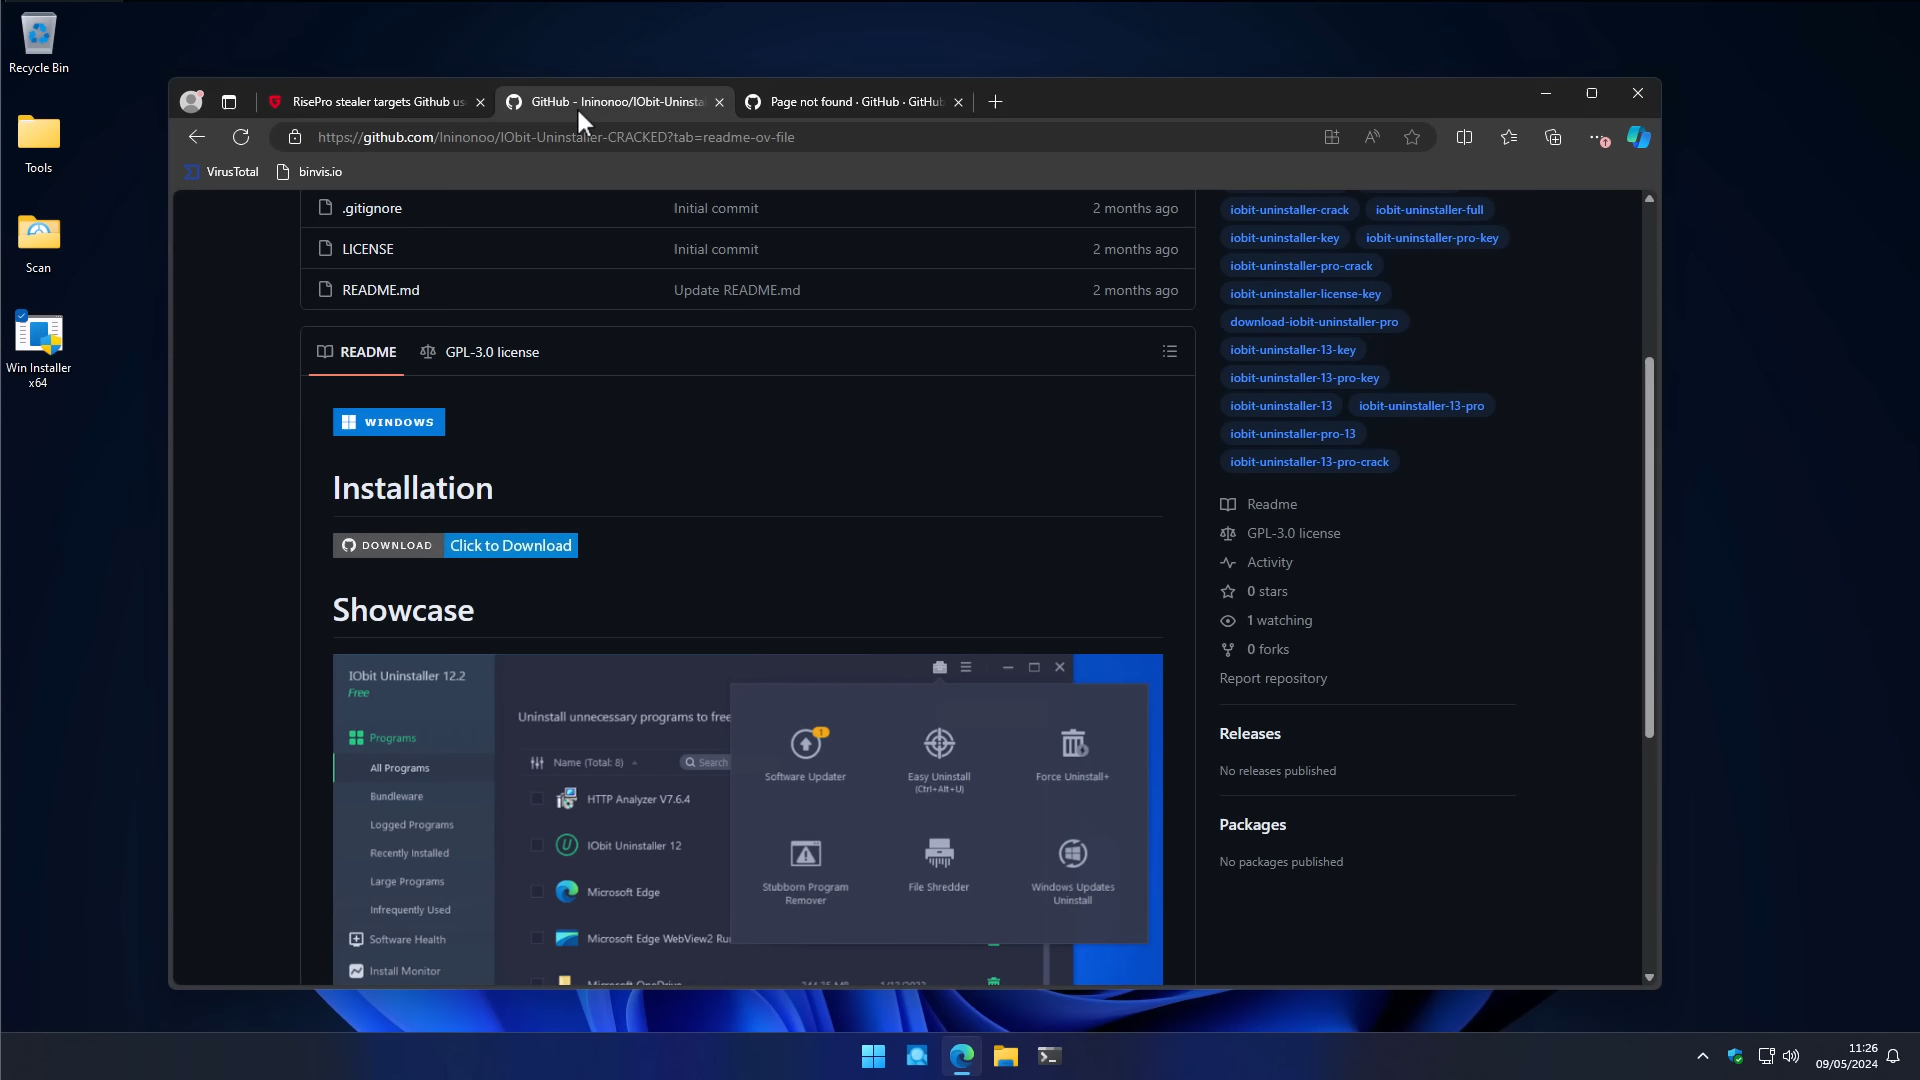 Recycle Bin
Tools
Scan
Win Installer
x64
RisePro stealer targets Github us
GitHub - Ininonoo/IObit-Uninsta
Page not found · GitHub · GitHub
https://github.com/Ininonoo/IObit-Uninstaller-CRACKED?tab=readme-ov-file
VirusTotal
binvis.io
.gitignore Initial commit 2 months ago
LICENSE Initial commit 2 months ago
README.md Update README.md 2 months ago
README GPL-3.0 license
WINDOWS
Installation
DOWNLOAD Click to Download
Showcase
IObit Uninstaller 12.2
Free
Programs
All Programs
Bundleware
Logged Programs
Recently Installed
Large Programs
Infrequently Used
Software Health
Install Monitor
Uninstall unnecessary programs to free
Name (Total: 8) Search
HTTP Analyzer V7.6.4
IObit Uninstaller 12
Microsoft Edge
Microsoft Edge WebView2 Ru
Microsoft OneDrive
1
Software Updater
Easy Uninstall
(Ctrl+Alt+U)
Force Uninstall+
Stubborn Program
Remover
File Shredder
Windows Updates
Uninstall
iobit-uninstaller-crack iobit-uninstaller-full
iobit-uninstaller-key iobit-uninstaller-pro-key
iobit-uninstaller-pro-crack
iobit-uninstaller-license-key
download-iobit-uninstaller-pro
iobit-uninstaller-13-key
iobit-uninstaller-13-pro-key
iobit-uninstaller-13 iobit-uninstaller-13-pro
iobit-uninstaller-pro-13
iobit-uninstaller-13-pro-crack
Readme
GPL-3.0 license
Activity
0 stars
1 watching
0 forks
Report repository
Releases
No releases published
Packages
No packages published
11:26
09/05/2024